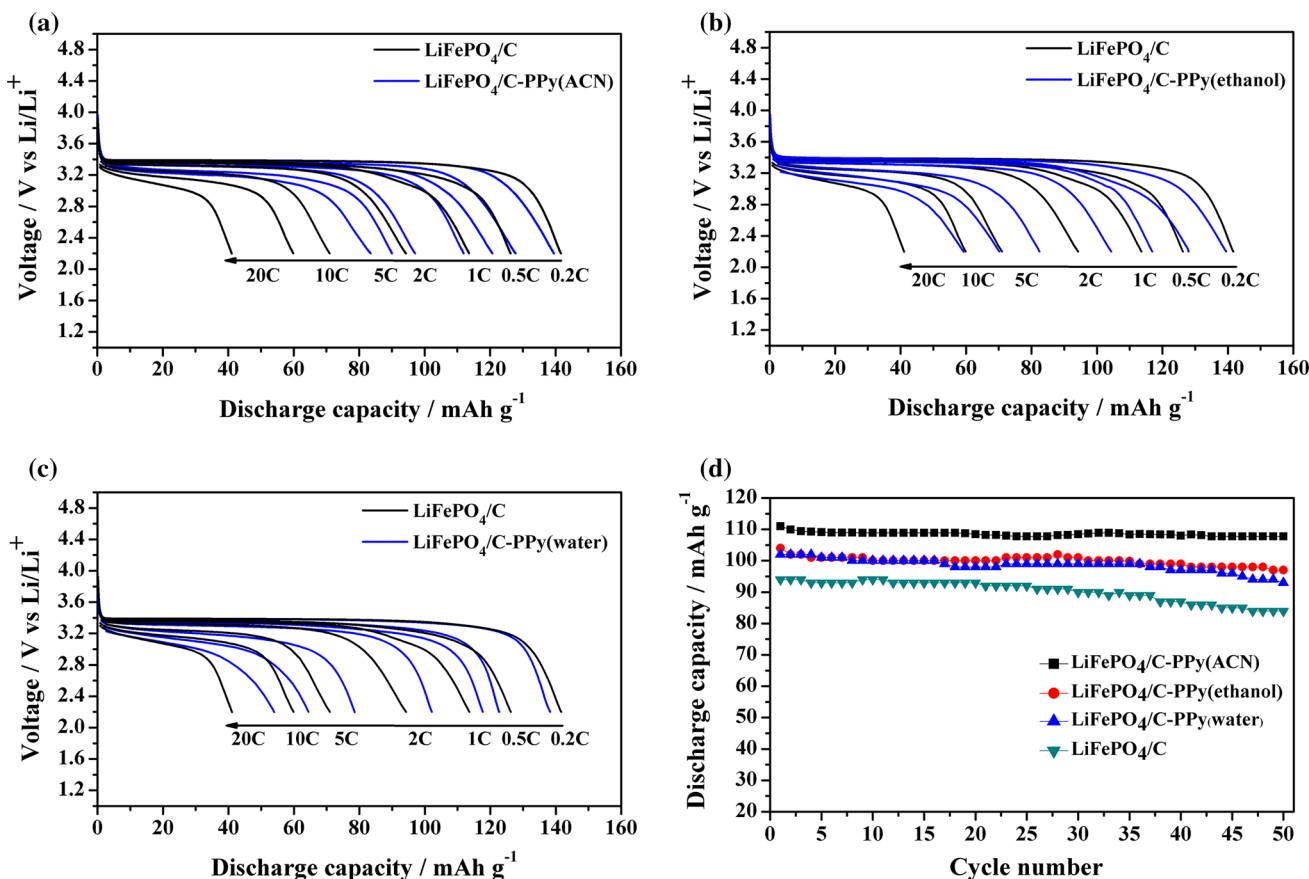 (a)
LiFePO4/C
LiFePO4/C-PPy(ACN)
Voltage / V vs Li/Li+
4.8
4.4
4.0
3.6
3.2
2.8
2.4
2.0
1.6
1.2
20C 10C 5C 2C 1C 0.5C 0.2C
0 20 40 60 80 100 120 140 160
Discharge capacity / mAh g-1
(b)
LiFePO4/C
LiFePO4/C-PPy(ethanol)
Voltage / V vs Li/Li+
4.8
4.4
4.0
3.6
3.2
2.8
2.4
2.0
1.6
1.2
20C 10C 5C 2C 1C 0.5C 0.2C
0 20 40 60 80 100 120 140 160
Discharge capacity / mAh g-1
(c)
LiFePO4/C
LiFePO4/C-PPy(water)
Voltage / V vs Li/Li+
4.8
4.4
4.0
3.6
3.2
2.8
2.4
2.0
1.6
1.2
20C 10C 5C 2C 1C 0.5C 0.2C
0 20 40 60 80 100 120 140 160
Discharge capacity / mAh g-1
(d)
Discharge capacity / mAh g-1
120
110
100
90
80
70
60
50
40
30
20
LiFePO4/C-PPy(ACN)
LiFePO4/C-PPy(ethanol)
LiFePO4/C-PPy(water)
LiFePO4/C
0 5 10 15 20 25 30 35 40 45 50
Cycle number